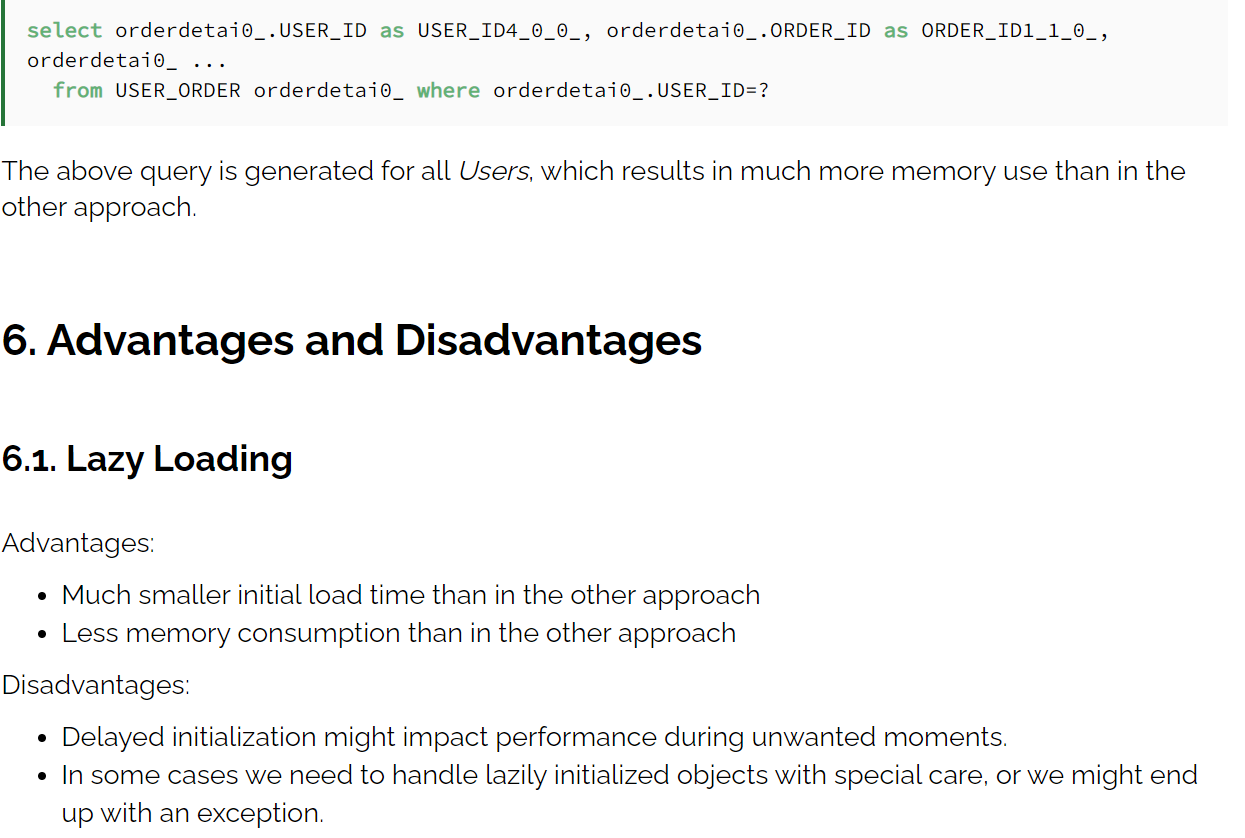 select orderdetai0_.USER_ID as USER_ID4_0_0_, orderdetai0_.ORDER_ID as ORDER_ID1_1_0_,
orderdetai0_ ...
  from USER_ORDER orderdetai0_ where orderdetai0_.USER_ID=?
The above query is generated for all Users, which results in much more memory use than in the
other approach.
6. Advantages and Disadvantages
6.1. Lazy Loading
Advantages:
• Much smaller initial load time than in the other approach
• Less memory consumption than in the other approach
Disadvantages:
• Delayed initialization might impact performance during unwanted moments.
• In some cases we need to handle lazily initialized objects with special care, or we might end
up with an exception.